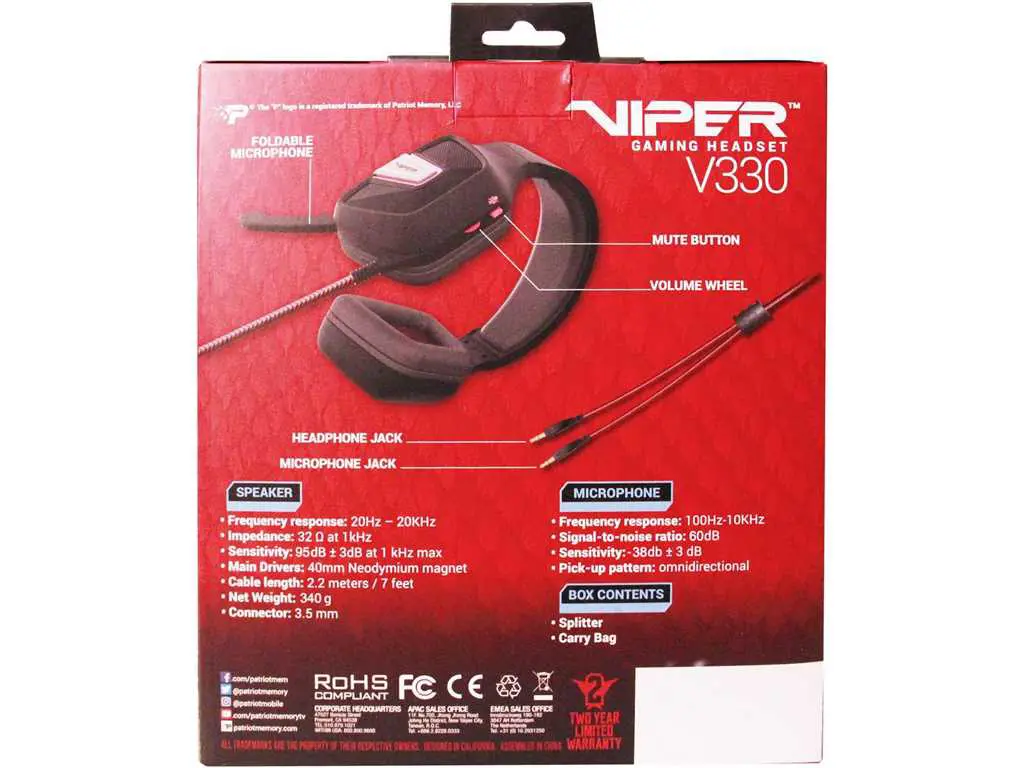 ® The "P" logo is a registered trademark of Patriot Memory, LLC
VIPER™
GAMING HEADSET
V330
FOLDABLE
MICROPHONE
VIPER
MUTE BUTTON
VOLUME WHEEL
HEADPHONE JACK
MICROPHONE JACK
SPEAKER
• Frequency response: 20Hz – 20KHz
• Impedance: 32 Ω at 1kHz
• Sensitivity: 95dB ± 3dB at 1 kHz max
• Main Drivers: 40mm Neodymium magnet
• Cable length: 2.2 meters / 7 feet
• Net Weight: 340 g
• Connector: 3.5 mm
MICROPHONE
• Frequency response: 100Hz-10KHz
• Signal-to-noise ratio: 60dB
• Sensitivity: -38db ± 3 dB
• Pick-up pattern: omnidirectional
BOX CONTENTS
• Splitter
• Carry Bag
f .com/patriotmem
@patriotmemory
@patriotmobile
.com/patriotmemorytv
patriotmemory.com
RoHS
COMPLIANT
FC CE
CORPORATE HEADQUARTERS
Fremont, CA 94538
APAC SALES OFFICE
EMEA SALES OFFICE
2
TWO YEAR
LIMITED
WARRANTY
ALL TRADEMARKS ARE THE PROPERTY OF THEIR RESPECTIVE OWNERS. DESIGNED IN CALIFORNIA. ASSEMBLED IN CHINA